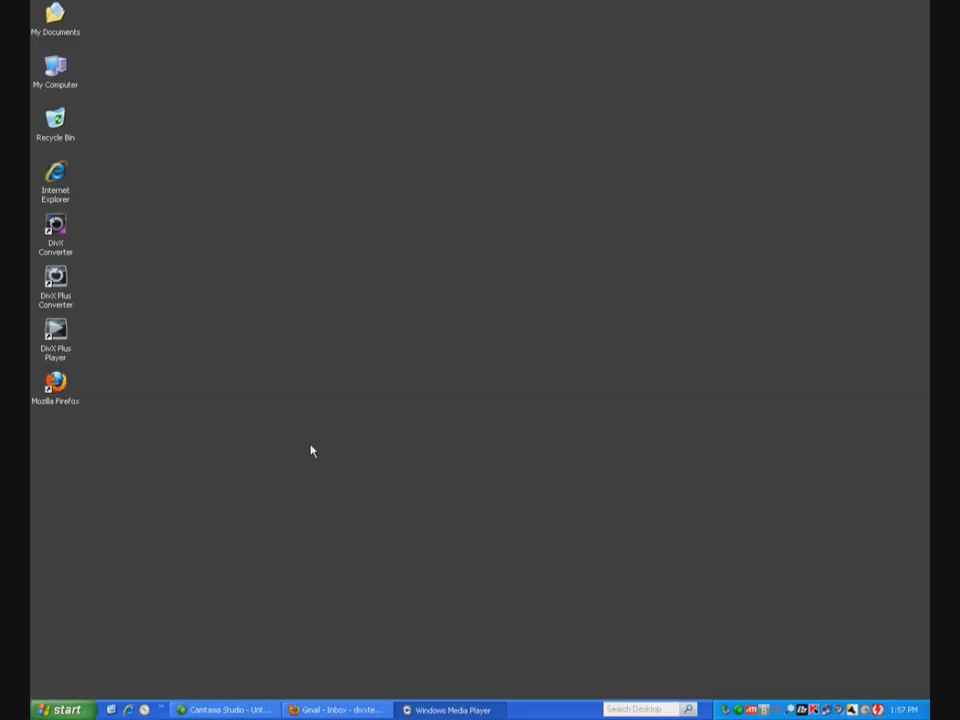 My Documents
My Computer
Recycle Bin
Internet
Explorer
DivX
Converter
DivX Plus
Converter
DivX Plus
Player
Mozilla Firefox
start
Camtasia Studio - Unt...
Gmail - Inbox - divxte...
Windows Media Player
Search Desktop
1:57 PM